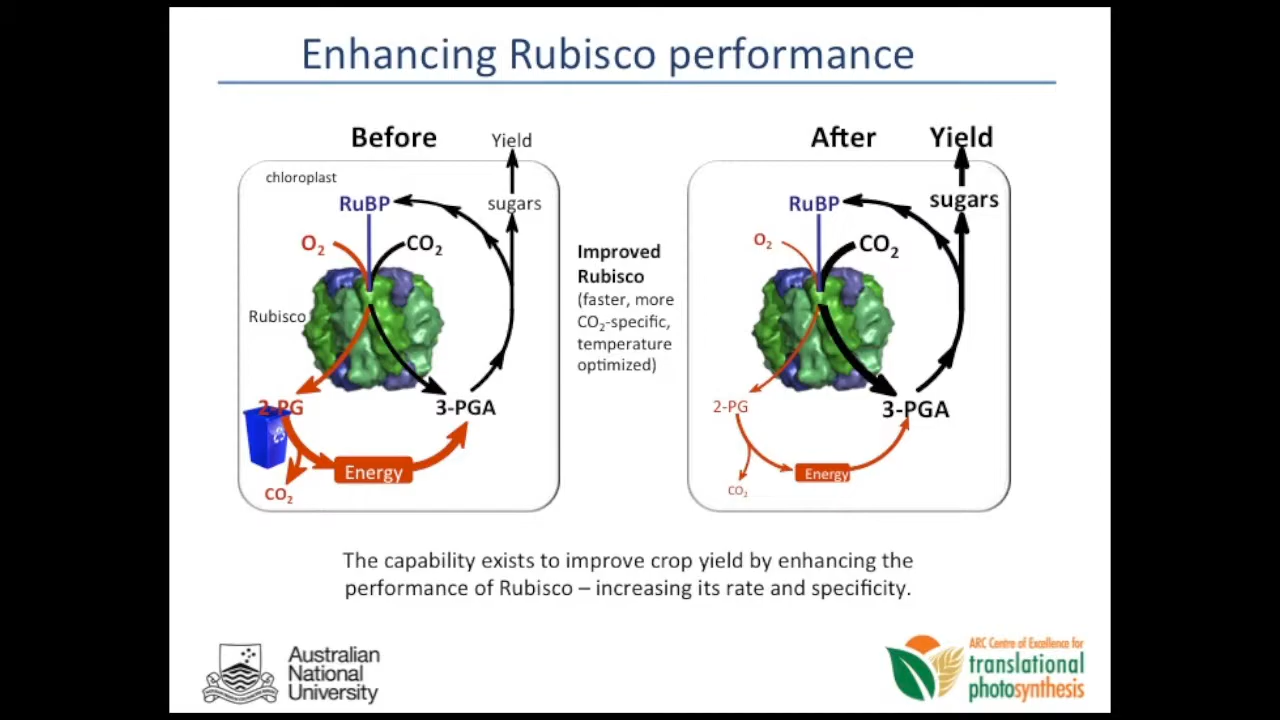 Enhancing Rubisco performance
Before
Yield
chloroplast
RuBP
sugars
O₂
CO₂
Rubisco
2-PG
3-PGA
Energy
CO₂
Improved
Rubisco
(faster, more
CO₂-specific,
temperature
optimized)
After
Yield
RuBP
sugars
O₂
CO₂
2-PG
3-PGA
Energy
CO₂
The capability exists to improve crop yield by enhancing the
performance of Rubisco – increasing its rate and specificity.
Australian
National
University
ARC Centre of Excellence for
translational
photosynthesis